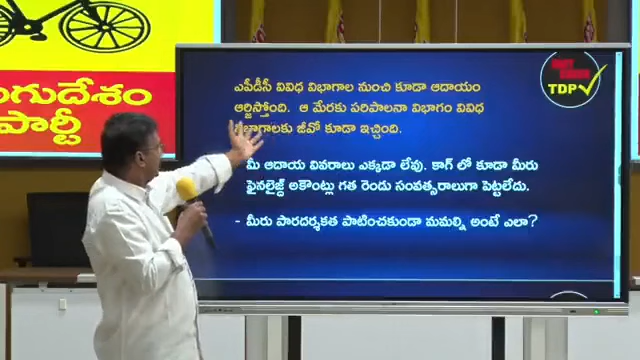 ఏపీడీసీ వివిధ విభాగాల నుంచి కూడా ఆదాయం
ఆర్జిస్తోంది. ఆ మేరకు పరిపాలనా విభాగం వివిధ
విభాగాలకు జీవో కూడా ఇచ్చింది.
మీ ఆదాయ వివరాలు ఎక్కడా లేవు. కాగ్ లో కూడా మీరు
ఫైనలైజ్డ్ అకౌంట్లు గత రెండు సంవత్సరాలుగా పెట్టలేదు.
- మీరు పారదర్శకత పాటించకుండా మమల్ని అంటే ఎలా?
TDP
తెలుగుదేశం
పార్టీ